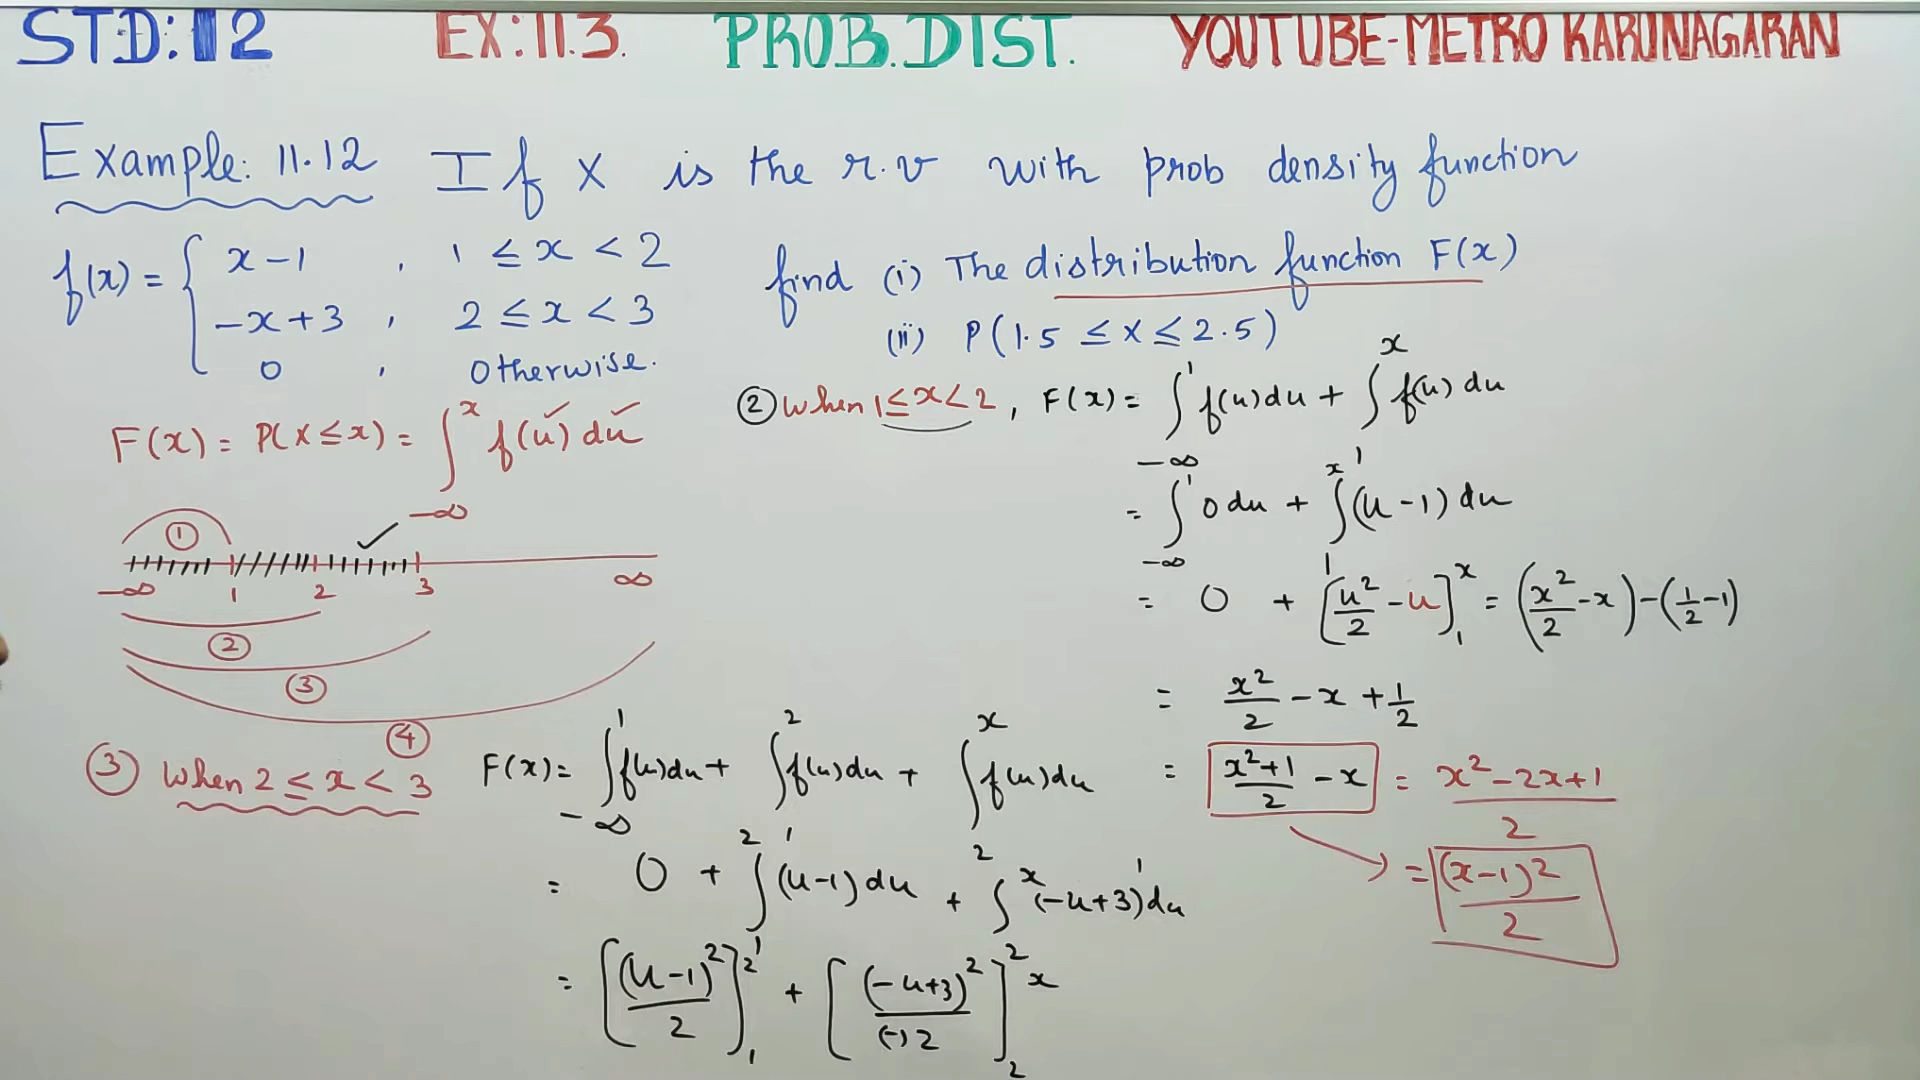 STD: 12 EX: 11.3. PROB. DIST. YOUTUBE-METRO KARUNAGARAN
Example: 11.12 If X is the r.v with prob density function
f(x) = { x-1 , 1 ≤ x < 2
-x+3 , 2 ≤ x < 3
0 , Otherwise.
find (i) The distribution function F(x)
(ii) P(1.5 ≤ x ≤ 2.5)
F(x) = P(X ≤ x) = ∫_{-∞}^{x} f(u) du
①
-∞ 1 2 3 ∞
②
③
④
② When 1 ≤ x < 2, F(x) = ∫_{-∞}^{1} f(u) du + ∫_{1}^{x} f(u) du
= ∫_{-∞}^{1} 0 du + ∫_{1}^{x} (u-1) du
= 0 + [u²/2 - u]_{1}^{x} = (x²/2 - x) - (1/2 - 1)
= x²/2 - x + 1/2
= (x²+1)/2 - x = (x²-2x+1)/2
= (x-1)²/2
③ When 2 ≤ x < 3 F(x) = ∫_{-∞}^{1} f(u) du + ∫_{1}^{2} f(u) du + ∫_{2}^{x} f(u) du
= 0 + ∫_{1}^{2} (u-1) du + ∫_{2}^{x} (-u+3)' du
= [(u-1)²/2]_{1}^{2} + [(-u+3)²/(-)2]_{2}^{x}